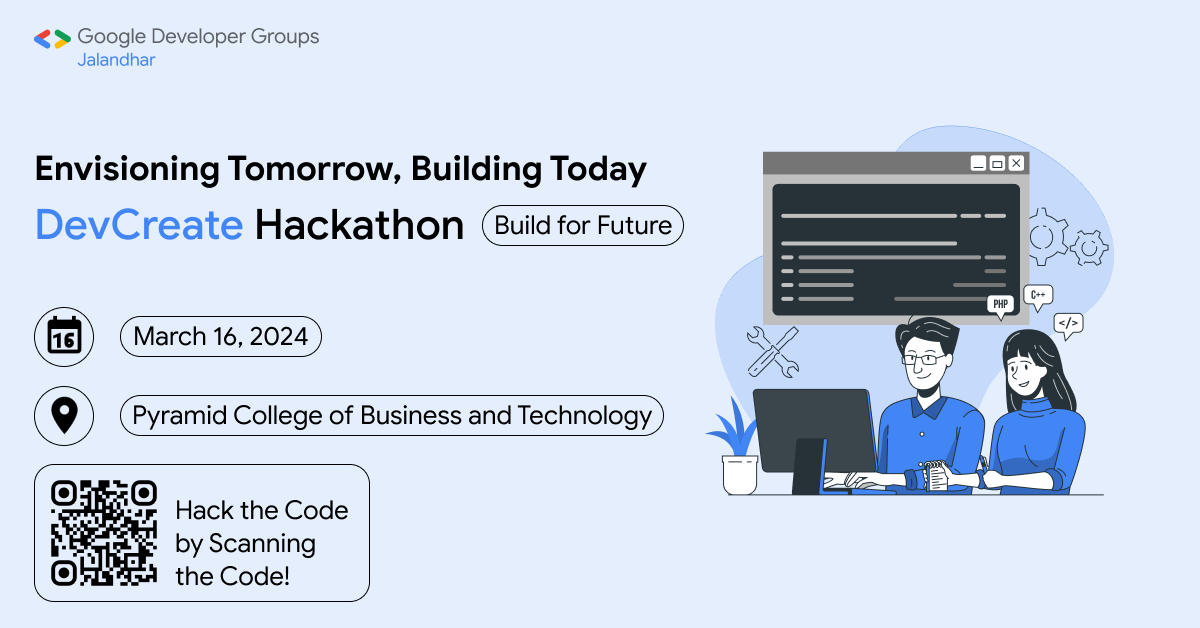 Google Developer Groups
Jalandhar
Envisioning Tomorrow, Building Today
DevCreate Hackathon
Build for Future
16
March 16, 2024
Pyramid College of Business and Technology
Hack the Code
by Scanning
the Code!
PHP
C++
</>